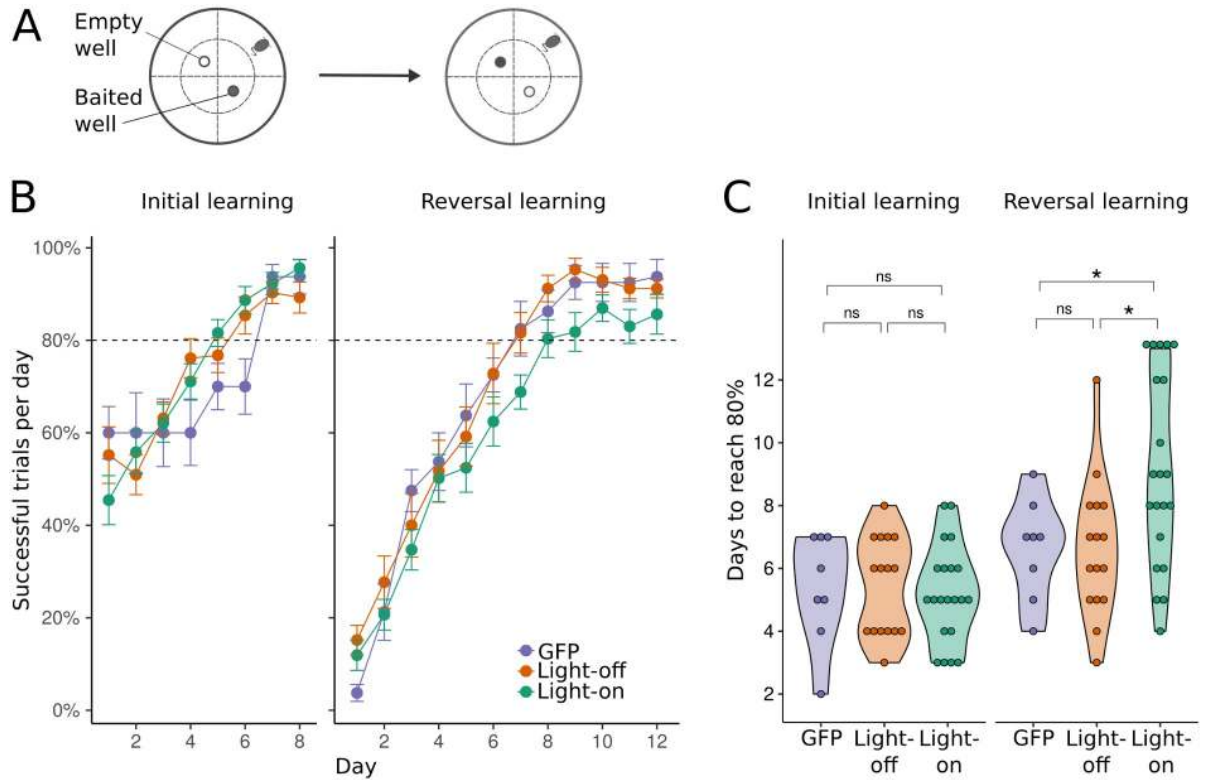 A
Empty
well
Baited
well
B
Initial learning
Reversal learning
Successful trials per day
100%
80%
60%
40%
20%
0%
GFP
Light-off
Light-on
2 4 6 8
2 4 6 8 10 12
Day
C
Initial learning
Reversal learning
ns
ns
ns
*
ns
*
Days to reach 80%
12
10
8
6
4
2
GFP Light-off Light-on
GFP Light-off Light-on